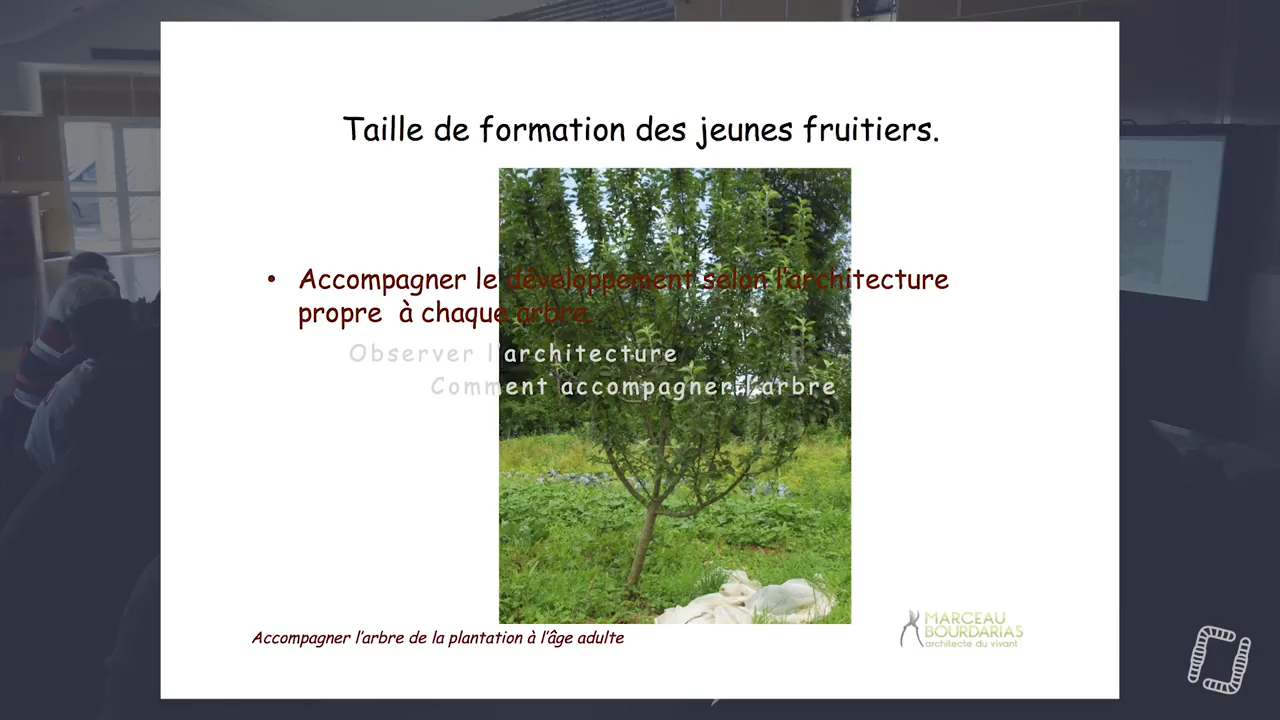 Taille de formation des jeunes fruitiers.
• Accompagner le développement selon l'architecture
propre à chaque arbre.
Observer l'architecture
Comment accompagner l'arbre
Accompagner l'arbre de la plantation à l'âge adulte
MARCEAU
BOURDARIAS
architecte du vivant